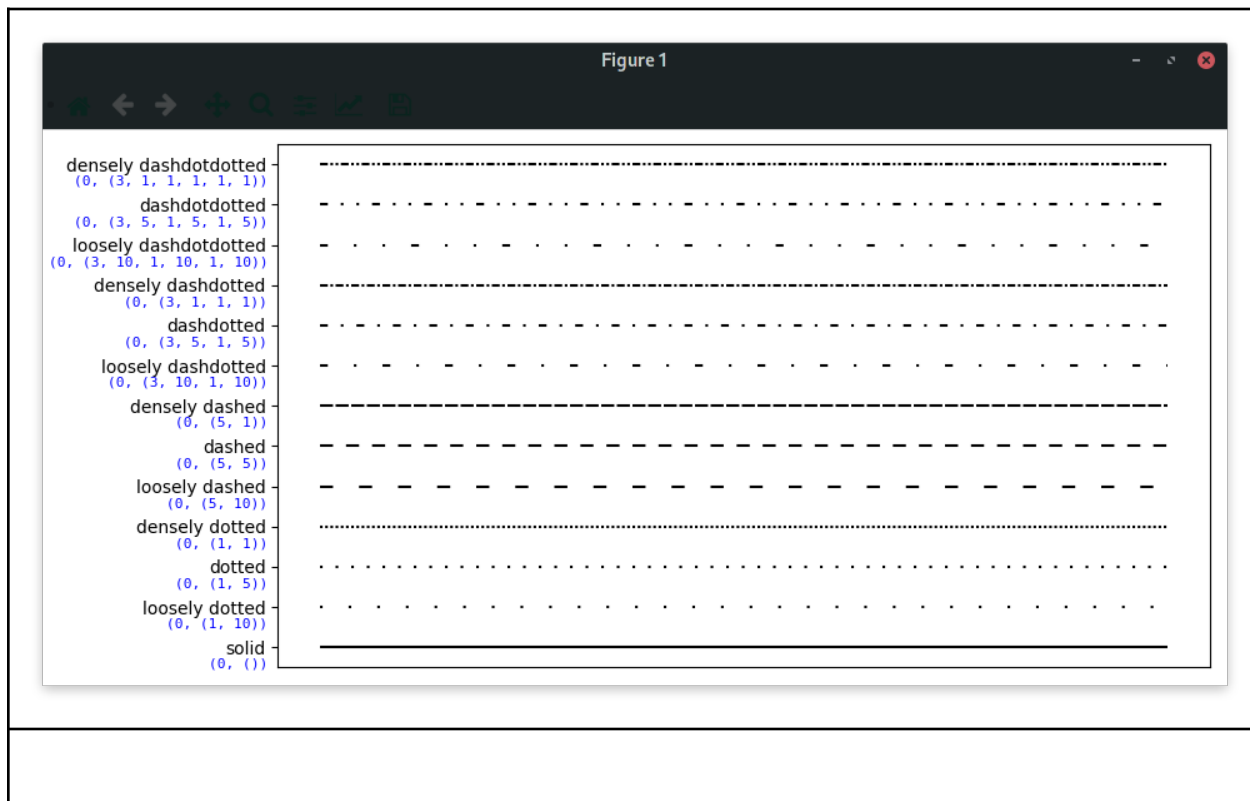 Figure 1
densely dashdotdotted
(0, (3, 1, 1, 1, 1, 1))
dashdotdotted
(0, (3, 5, 1, 5, 1, 5))
loosely dashdotdotted
(0, (3, 10, 1, 10, 1, 10))
densely dashdotted
(0, (3, 1, 1, 1))
dashdotted
(0, (3, 5, 1, 5))
loosely dashdotted
(0, (3, 10, 1, 10))
densely dashed
(0, (5, 1))
dashed
(0, (5, 5))
loosely dashed
(0, (5, 10))
densely dotted
(0, (1, 1))
dotted
(0, (1, 5))
loosely dotted
(0, (1, 10))
solid
(0, ())